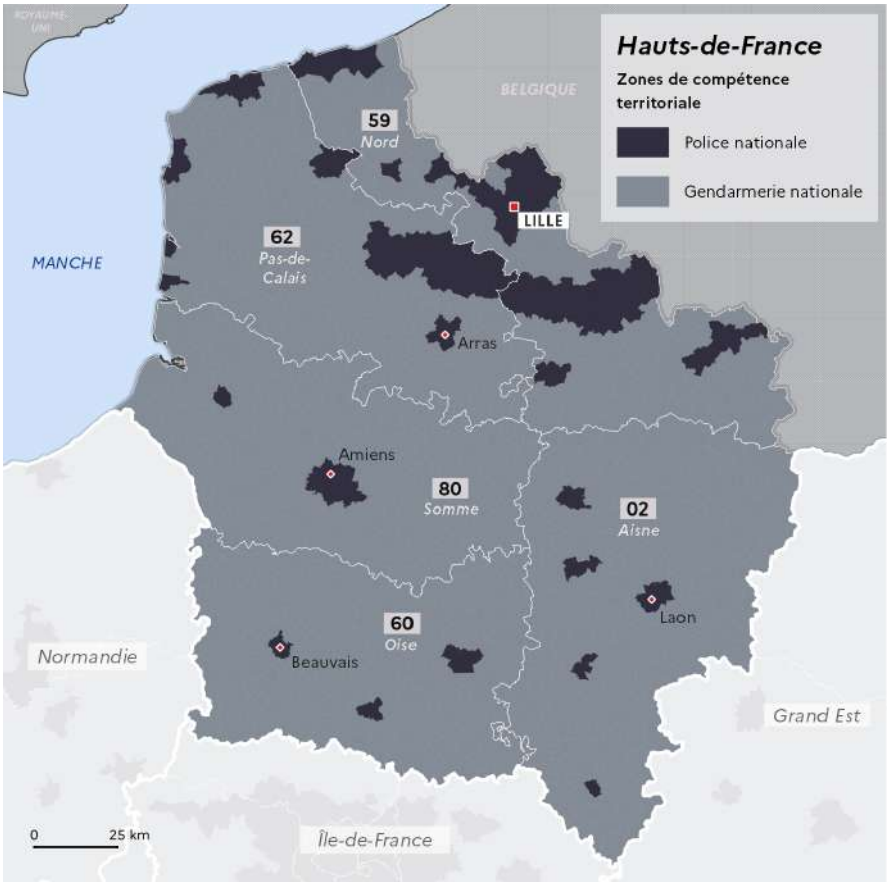 ROYAUME-
UNI
Hauts-de-France
Zones de compétence
territoriale
Police nationale
Gendarmerie nationale
BELGIQUE
59
Nord
LILLE
62
Pas-de-
Calais
MANCHE
Arras
Amiens
80
Somme
02
Aisne
60
Oise
Laon
Beauvais
Normandie
Grand Est
0 25 km
Île-de-France